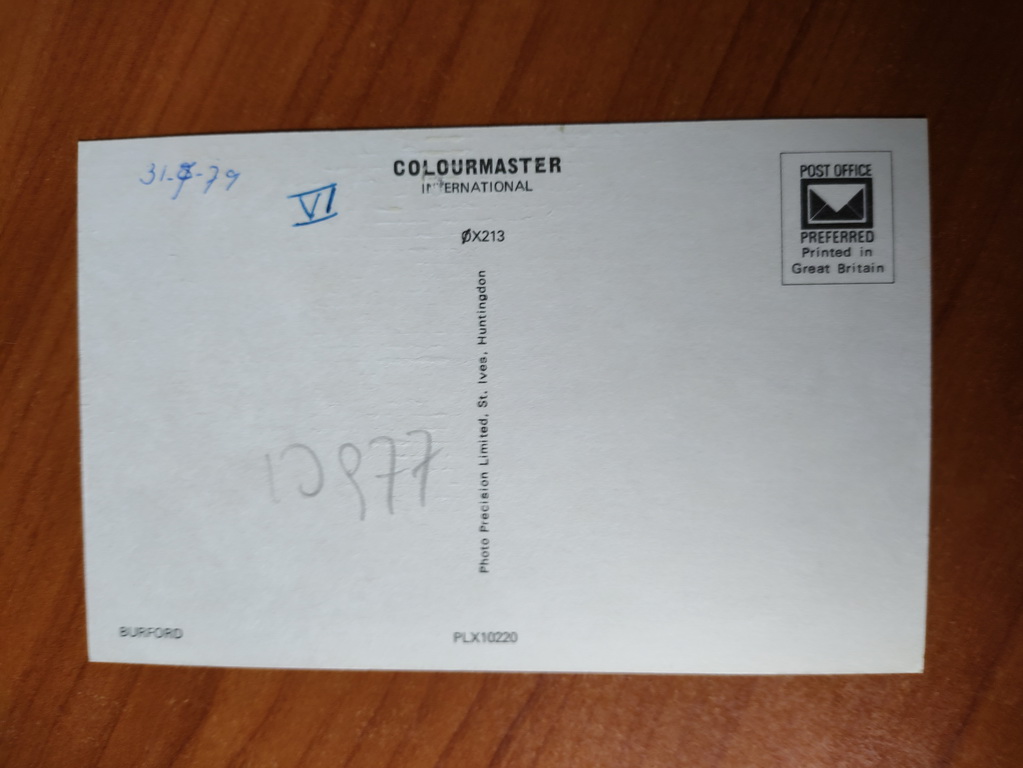 31-7-79
VI
COLOURMASTER
INTERNATIONAL
ØX213
POST OFFICE
PREFERRED
Printed in
Great Britain
Photo Precision Limited, St. Ives, Huntingdon
BURFORD
PLX10220